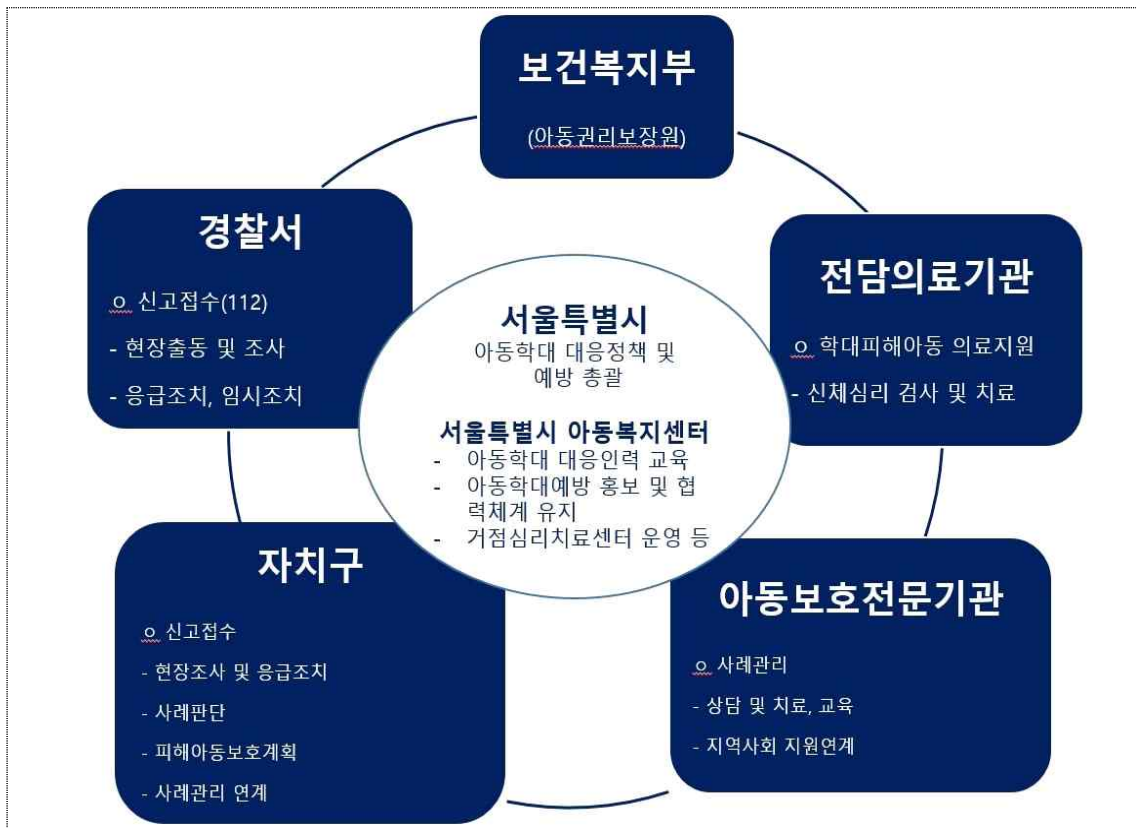 보건복지부
(아동권리보장원)
경찰서
ㅇ 신고접수(112)
- 현장출동 및 조사
- 응급조치, 임시조치
전담의료기관
ㅇ 학대피해아동 의료지원
- 신체심리 검사 및 치료
서울특별시
아동학대 대응정책 및
예방 총괄
서울특별시 아동복지센터
- 아동학대 대응인력 교육
- 아동학대예방 홍보 및 협
력체계 유지
- 거점심리치료센터 운영 등
자치구
ㅇ 신고접수
- 현장조사 및 응급조치
- 사례판단
- 피해아동보호계획
- 사례관리 연계
아동보호전문기관
ㅇ 사례관리
- 상담 및 치료, 교육
- 지역사회 지원연계